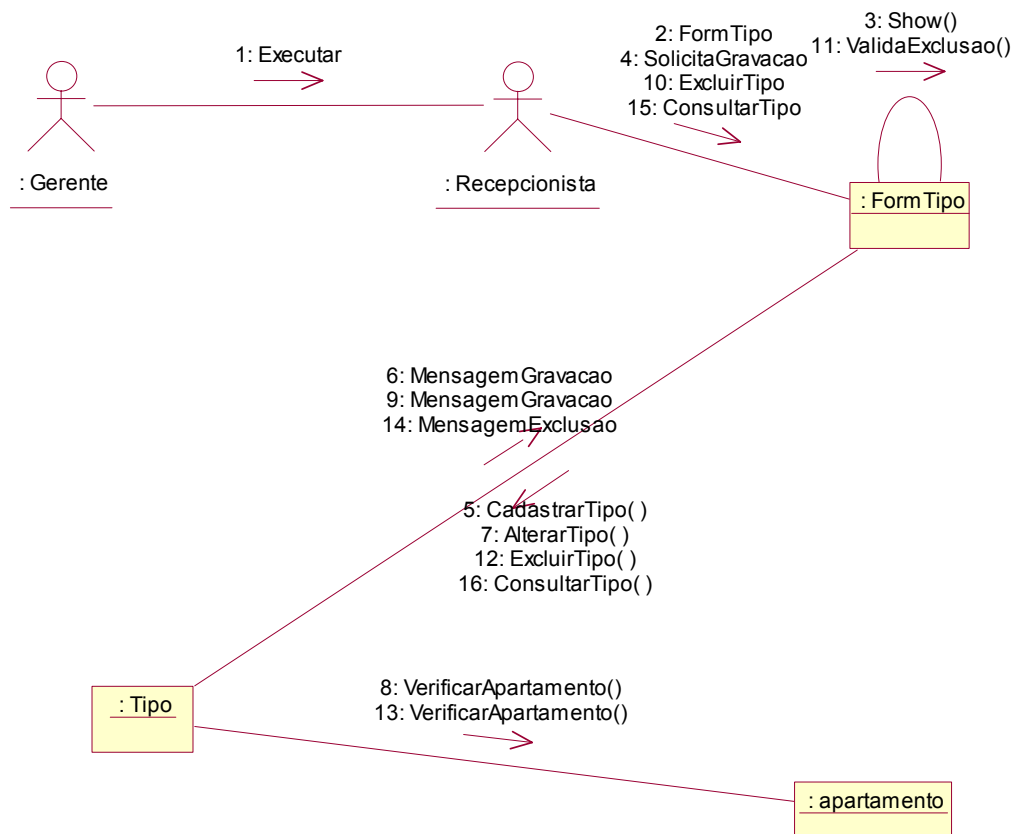 1: Executar
2: FormTipo
4: SolicitaGravacao
10: ExcluirTipo
15: ConsultarTipo
3: Show()
11: ValidaExclusao()
: Gerente
: Recepcionista
: FormTipo
6: MensagemGravacao
9: MensagemGravacao
14: MensagemExclusao
5: CadastrarTipo( )
7: AlterarTipo( )
12: ExcluirTipo( )
16: ConsultarTipo( )
: Tipo
8: VerificarApartamento()
13: VerificarApartamento()
: apartamento